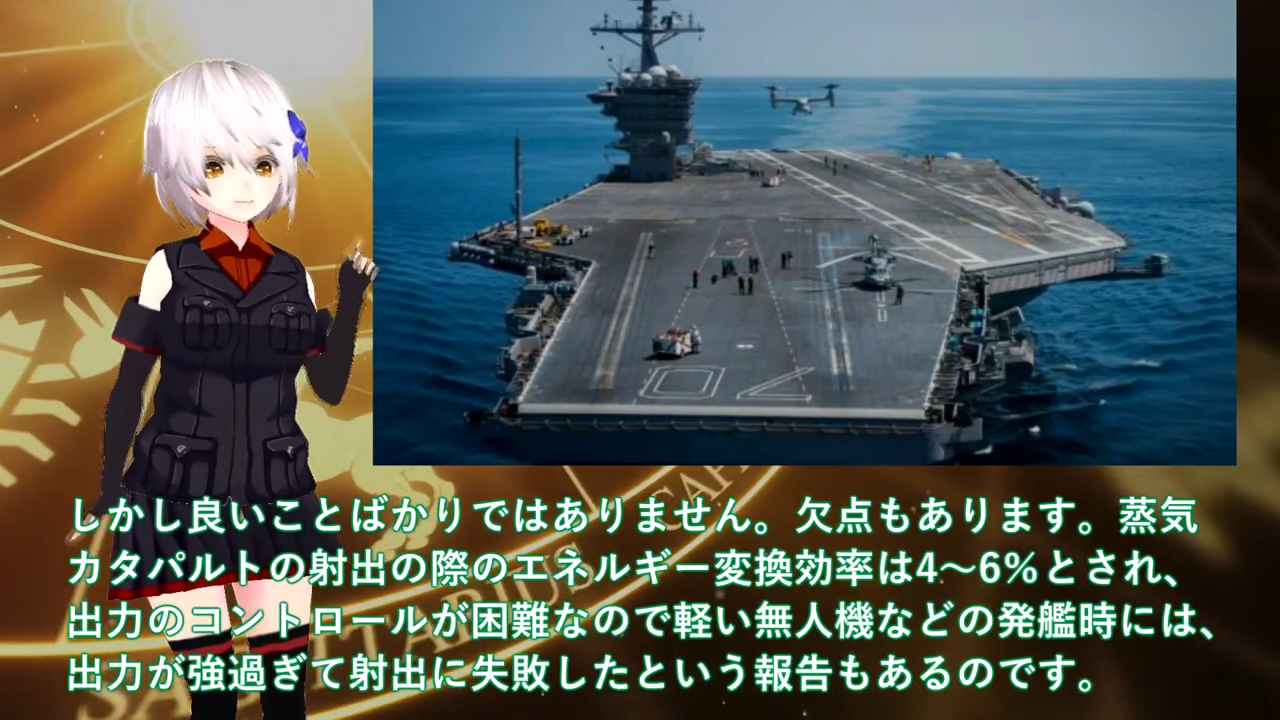 70
しかし良いことばかりではありません。欠点もあります。蒸気
カタパルトの射出の際のエネルギー変換効率は4～6%とされ、
出力のコントロールが困難なので軽い無人機などの発艦時には、
出力が強過ぎて射出に失敗したという報告もあるのです。
SAGITTARIUS